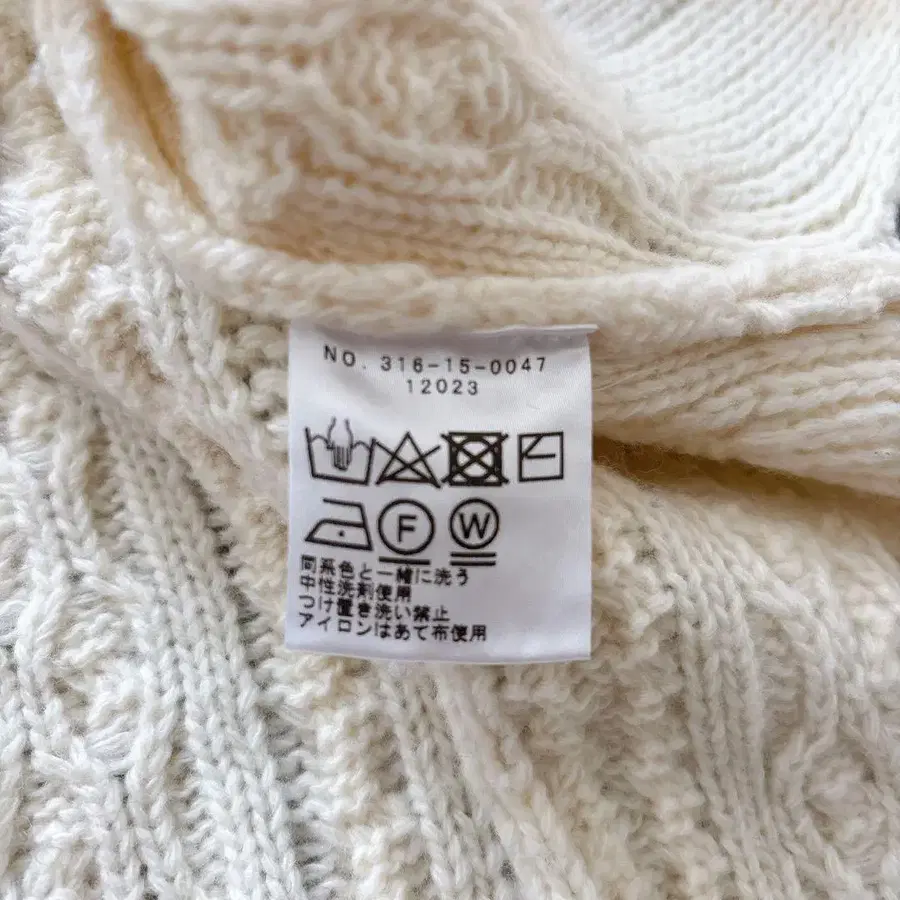 NO. 316-15-0047
12023
F W
同系色と一緒に洗う
中性洗剤使用
つけ置き洗い禁止
アイロンはあて布使用